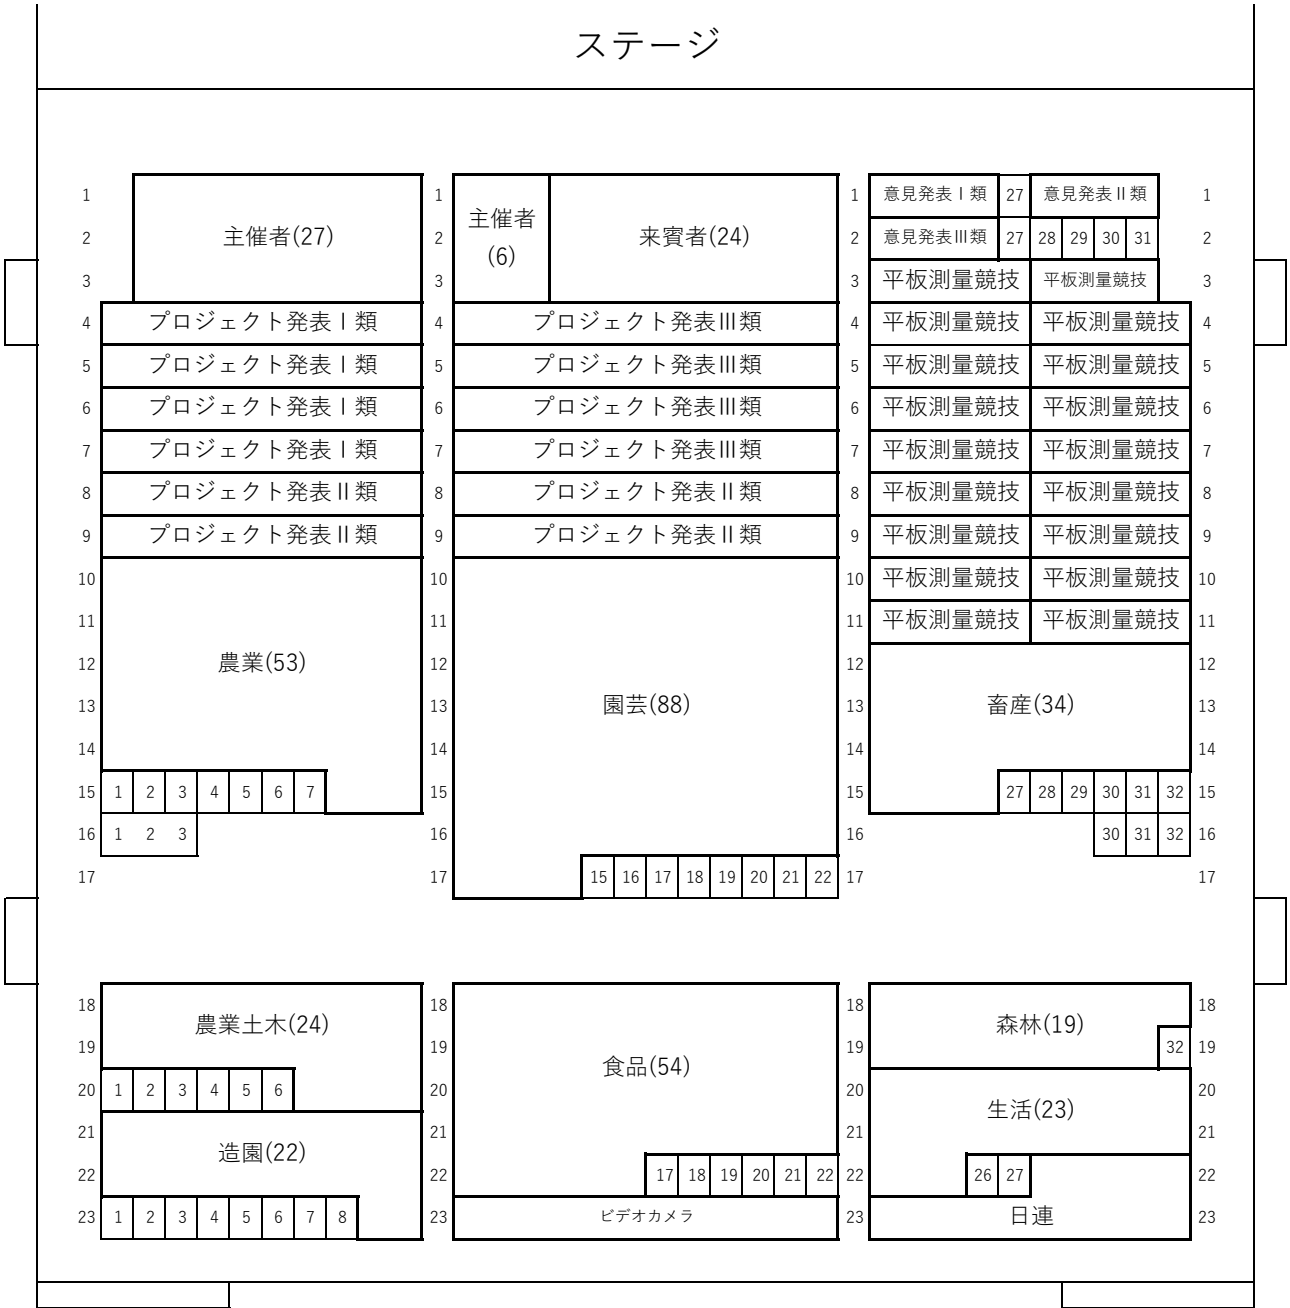 ステージ
1 1 1 意見発表Ⅰ類 27 意見発表Ⅱ類 1
主催者(27) 主催者 (6) 来賓者(24)
2 2 2 意見発表Ⅲ類 27 28 29 30 31 2
3 3 3 平板測量競技 平板測量競技 3
4 プロジェクト発表Ⅰ類 4 プロジェクト発表Ⅲ類 4 平板測量競技 平板測量競技 4
5 プロジェクト発表Ⅰ類 5 プロジェクト発表Ⅲ類 5 平板測量競技 平板測量競技 5
6 プロジェクト発表Ⅰ類 6 プロジェクト発表Ⅲ類 6 平板測量競技 平板測量競技 6
7 プロジェクト発表Ⅰ類 7 プロジェクト発表Ⅲ類 7 平板測量競技 平板測量競技 7
8 プロジェクト発表Ⅱ類 8 プロジェクト発表Ⅱ類 8 平板測量競技 平板測量競技 8
9 プロジェクト発表Ⅱ類 9 プロジェクト発表Ⅱ類 9 平板測量競技 平板測量競技 9
10 10 10 平板測量競技 平板測量競技 10
11 11 11 平板測量競技 平板測量競技 11
12 農業(53) 12 12 12
13 13 園芸(88) 13 畜産(34) 13
14 14 14 14
15 1 2 3 4 5 6 7 15 15 27 28 29 30 31 32 15
16 1 2 3 16 16 30 31 32 16
17 17 15 16 17 18 19 20 21 22 17 17
18 18 18 18
農業土木(24) 森林(19)
19 19 19 32 19
食品(54)
20 1 2 3 4 5 6 20 20 20
生活(23)
21 21 21 21
造園(22)
22 22 17 18 19 20 21 22 22 26 27 22
23 1 2 3 4 5 6 7 8 23 ビデオカメラ 23 日連 23